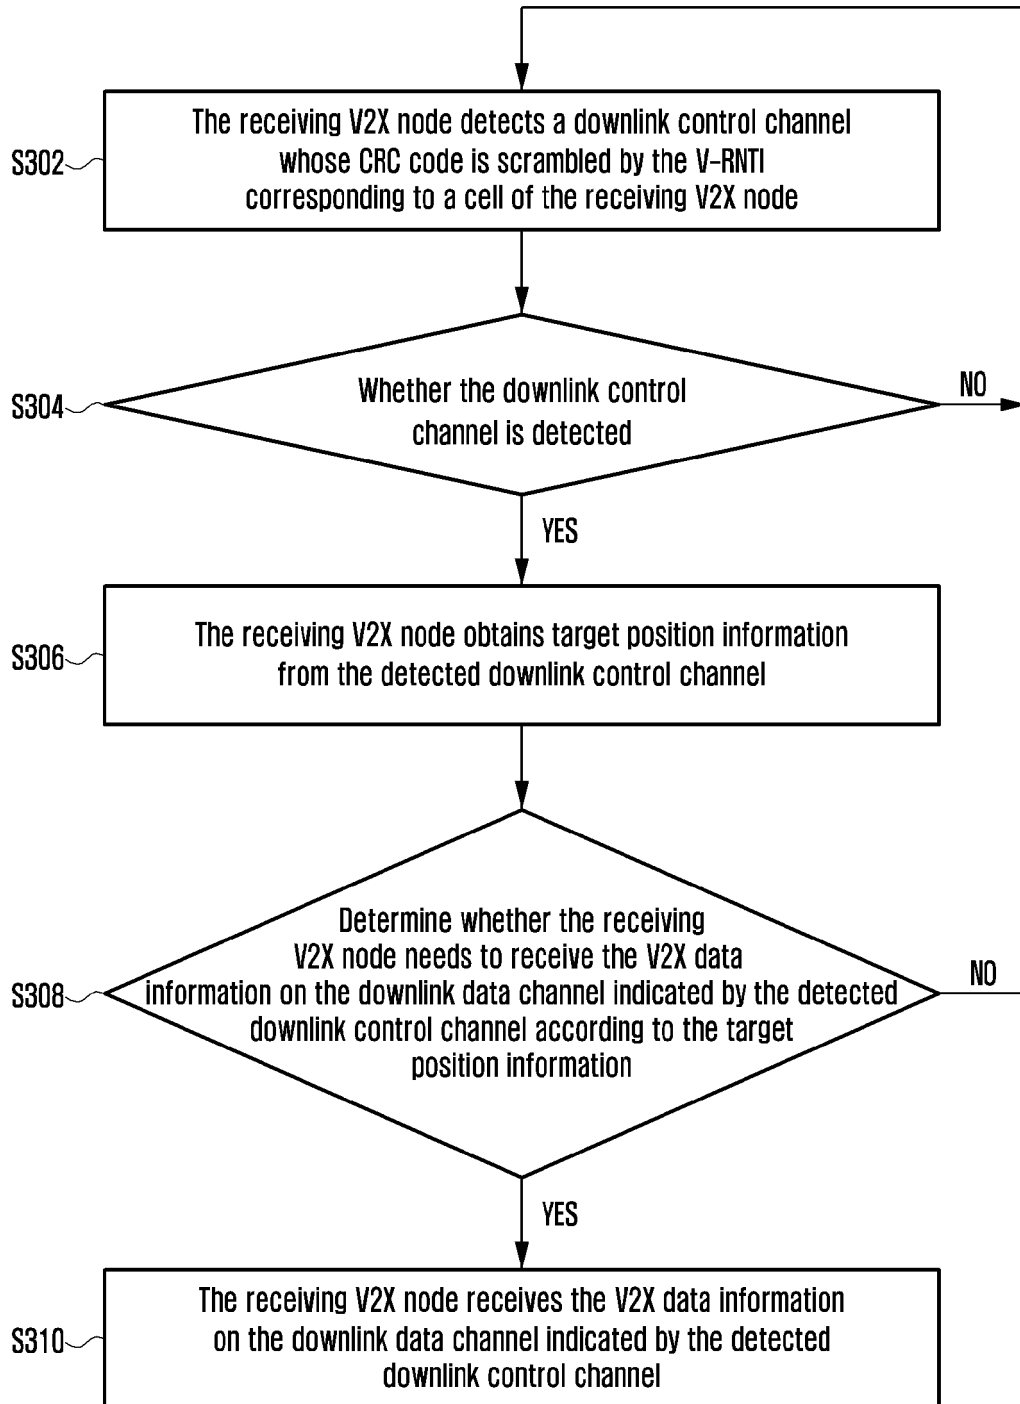 The receiving V2X node detects a downlink control channel
whose CRC code is scrambled by the V-RNTI
corresponding to a cell of the receiving V2X node
S302
Whether the downlink control
channel is detected
S304
NO
YES
The receiving V2X node obtains target position information
from the detected downlink control channel
S306
Determine whether the receiving
V2X node needs to receive the V2X data
information on the downlink data channel indicated by the detected
downlink control channel according to the target
position information
S308
NO
YES
The receiving V2X node receives the V2X data information
on the downlink data channel indicated by the detected
downlink control channel
S310